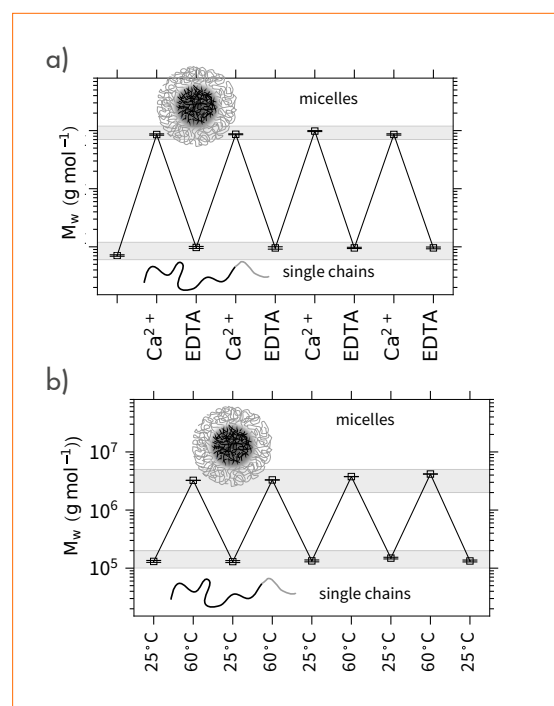 a)
micelles
M_w (g mol⁻¹)
single chains
Ca²⁺
EDTA
Ca²⁺
EDTA
Ca²⁺
EDTA
Ca²⁺
EDTA
b)
micelles
10⁷
10⁶
10⁵
M_w (g mol⁻¹))
single chains
25°C
60°C
25°C
60°C
25°C
60°C
25°C
60°C
25°C